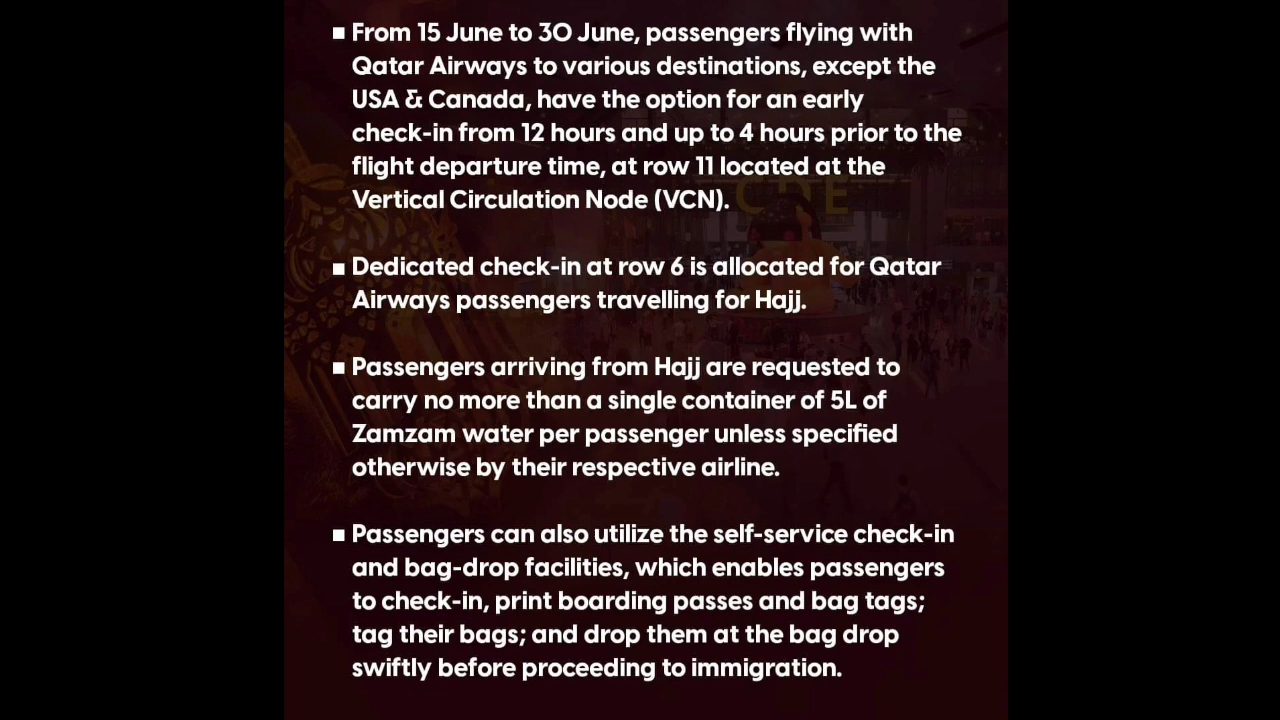 ▪ From 15 June to 30 June, passengers flying with
Qatar Airways to various destinations, except the
USA & Canada, have the option for an early
check-in from 12 hours and up to 4 hours prior to the
flight departure time, at row 11 located at the
Vertical Circulation Node (VCN).
▪ Dedicated check-in at row 6 is allocated for Qatar
Airways passengers travelling for Hajj.
▪ Passengers arriving from Hajj are requested to
carry no more than a single container of 5L of
Zamzam water per passenger unless specified
otherwise by their respective airline.
▪ Passengers can also utilize the self-service check-in
and bag-drop facilities, which enables passengers
to check-in, print boarding passes and bag tags;
tag their bags; and drop them at the bag drop
swiftly before proceeding to immigration.
CDE